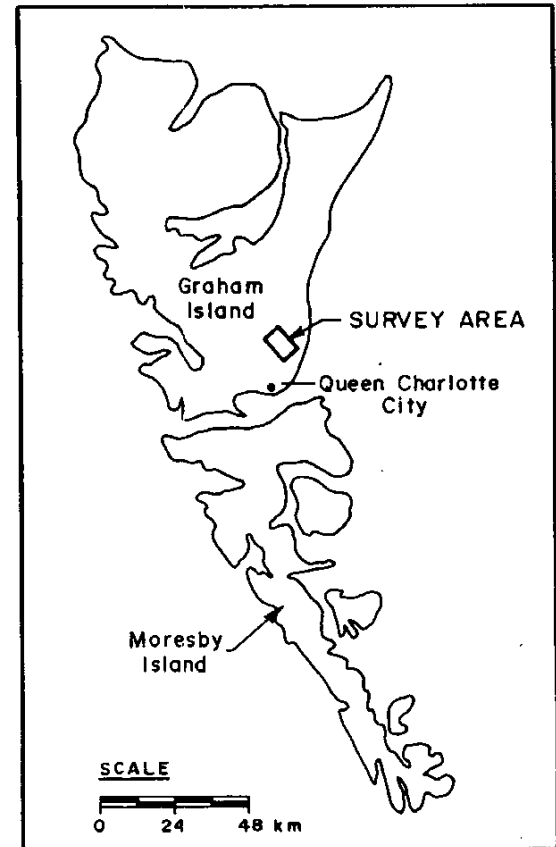 Graham
Island
SURVEY AREA
Queen Charlotte
City
Moresby
Island
SCALE
0 24 48 km